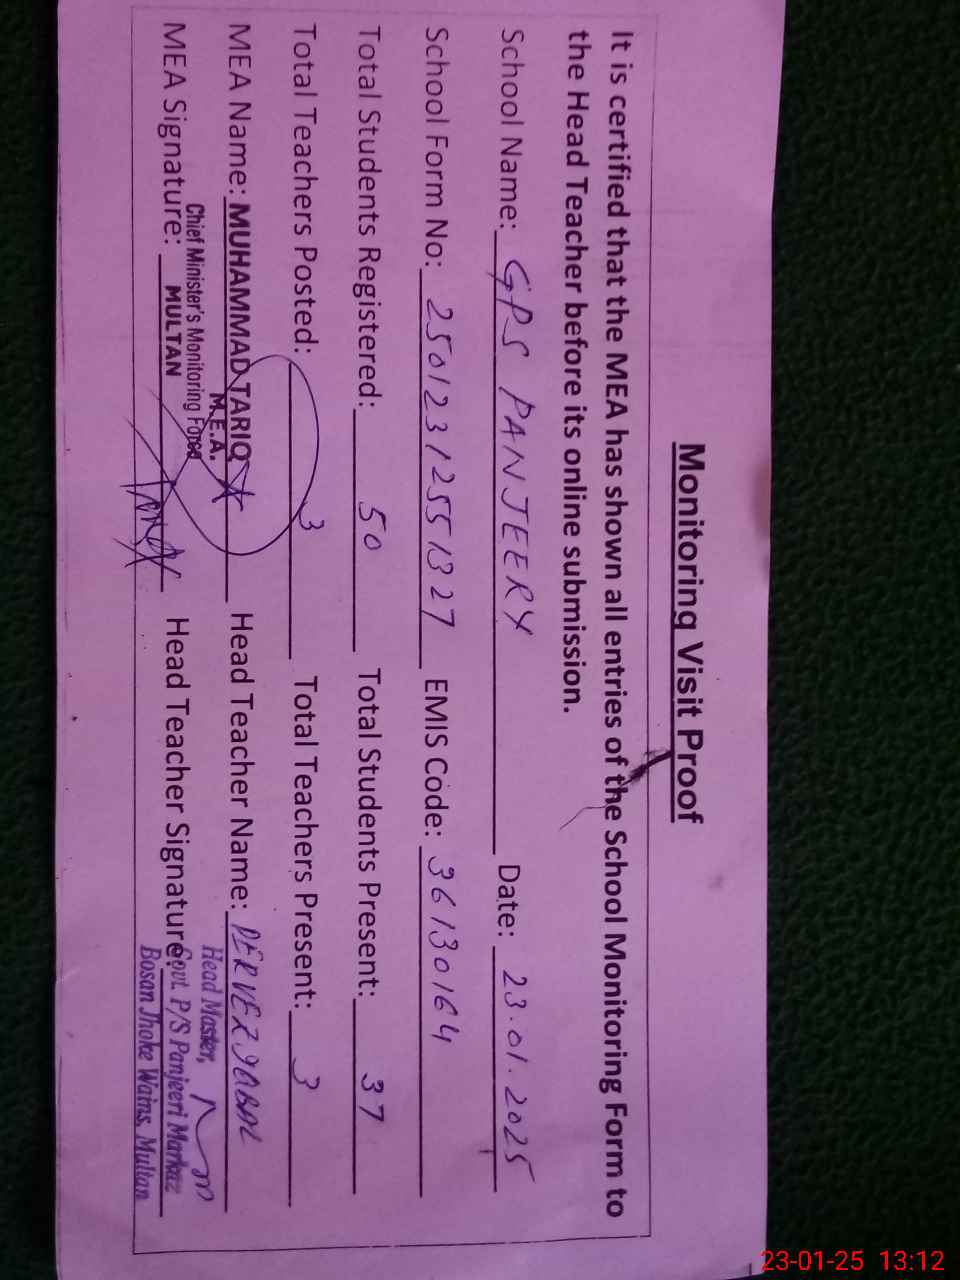 Monitoring Visit Proof
It is certified that the MEA has shown all entries of the School Monitoring Form to
the Head Teacher before its online submission.
School Name: GPS PANJEERY Date: 23.01.2025
School Form No: 25012312551327 EMIS Code: 36130164
Total Students Registered: 50 Total Students Present: 37
Total Teachers Posted: 3 Total Teachers Present: 3
MEA Name: MUHAMMAD TARIQ Head Teacher Name: PERVEZ IQBAL
M.E.A.
Chief Minister's Monitoring Force
MULTAN
MEA Signature: Head Teacher Signature:
Head Master,
Govt. P/S Panjeeri Markaz
Bosan Jhoke Wains, Multan
23-01-25 13:12